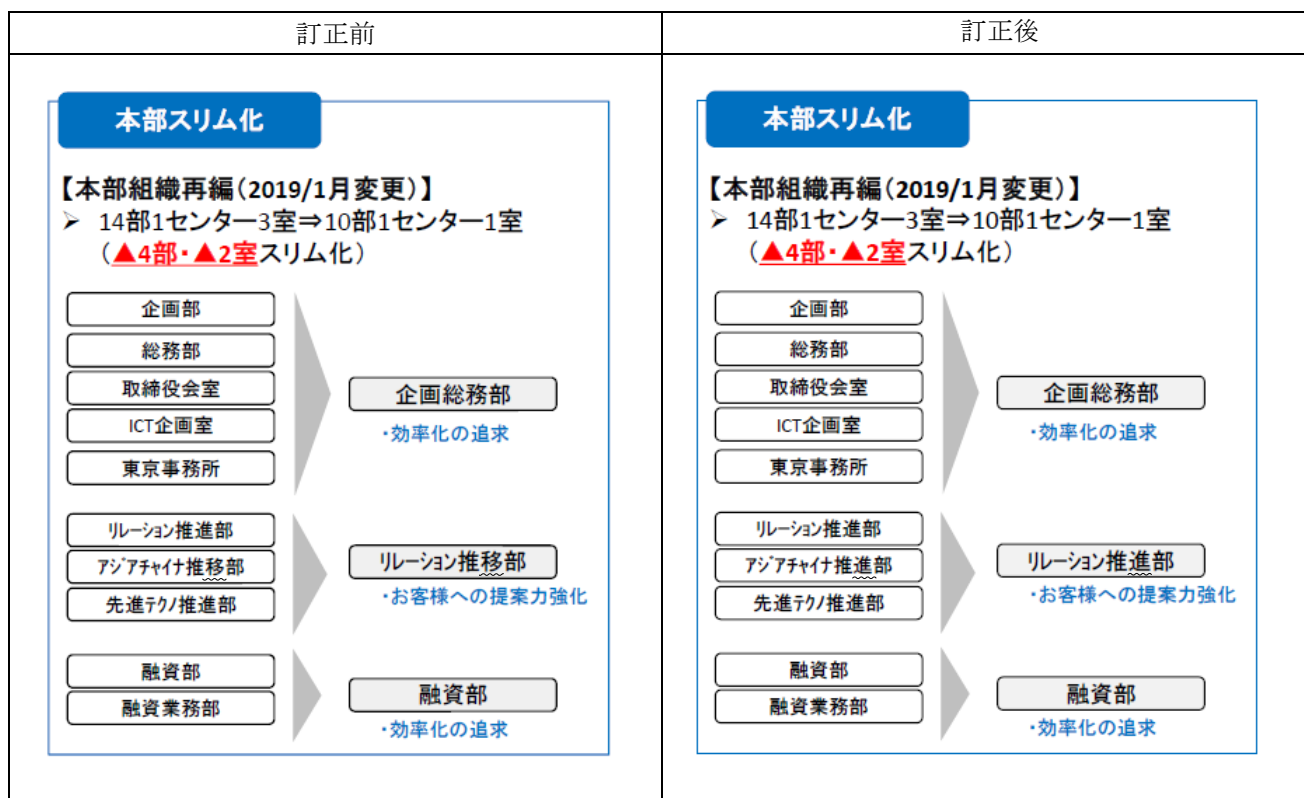 訂正前
本部スリム化
【本部組織再編(2019/1月変更)】
➢ 14部1センター3室⇒10部1センター1室
(▲4部・▲2室スリム化)
企画部
総務部
取締役会室
ICT企画室
東京事務所
企画総務部
・効率化の追求
リレーション推進部
アジアチャイナ推移部
先進テクノ推進部
リレーション推移部
・お客様への提案力強化
融資部
融資業務部
融資部
・効率化の追求
訂正後
本部スリム化
【本部組織再編(2019/1月変更)】
➢ 14部1センター3室⇒10部1センター1室
(▲4部・▲2室スリム化)
企画部
総務部
取締役会室
ICT企画室
東京事務所
企画総務部
・効率化の追求
リレーション推進部
アジアチャイナ推進部
先進テクノ推進部
リレーション推進部
・お客様への提案力強化
融資部
融資業務部
融資部
・効率化の追求